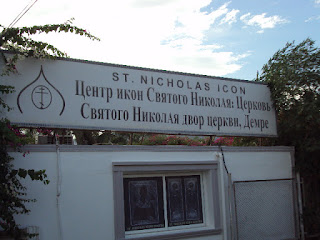 ST. NICHOLAS ICON
Центр икон Святого Николая: Церковь
Святого Николая двор церкви, Демре